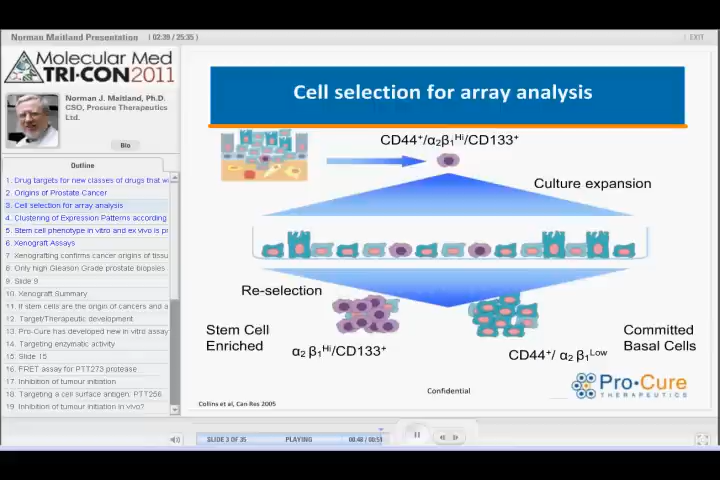 Norman Maitland Presentation ( 02:39 / 25:35 )
EXIT
Molecular Med
TRI-CON 2011
Norman J. Maitland, Ph.D.
CSO, Procure Therapeutics
Ltd.
Bio
Outline
1. Drug targets for new classes of drugs that wi
2. Origins of Prostate Cancer
3. Cell selection for array analysis
4. Clustering of Expression Patterns according
5. Stem cell phenotype in vitro and ex vivo is p
6. Xenograft Assays
7. Xenografting confirms cancer origins of tissu
8. Only high Gleason Grade prostate biopsies
9. Slide 9
10. Xenograft Summary
11. If stem cells are the origin of cancers and a
12. Target/Therapeutic development
13. Pro-Cure has developed new in vitro assay
14. Targeting enzymatic activity
15. Slide 15
16. FRET assay for PTT273 protease
17. Inhibition of tumour initiation
18. Targeting a cell surface antigen: PTT256
19. Inhibition of tumour initiation in vivo?
Cell selection for array analysis
CD44⁺/α₂β₁ᴴⁱ/CD133⁺
Culture expansion
Re-selection
Stem Cell
Enriched
α₂ β₁ᴴⁱ/CD133⁺
CD44⁺/ α₂ β₁ᴸᵒʷ
Committed
Basal Cells
Confidential
Collins et al, Can Res 2005
Pro·Cure
THERAPEUTICS
SLIDE 3 OF 35
PLAYING